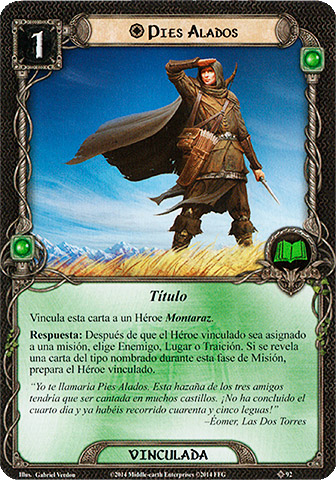 1
Pies Alados
Título
Vincula esta carta a un Héroe Montaraz.
Respuesta: Después de que el Héroe vinculado sea asignado
a una misión, elige Enemigo, Lugar o Traición. Si se revela
una carta del tipo nombrado durante esta fase de Misión,
prepara el Héroe vinculado.
“Yo te llamaría Pies Alados. Esta hazaña de los tres amigos
tendría que ser cantada en muchos castillos. ¡No ha concluido el
cuarto día y ya habéis recorrido cuarenta y cinco leguas!”
–Éomer, Las Dos Torres
VINCULADA
Illus. Gabriel Verdon
©2014 Middle-earth Enterprises ©2014 FFG
92